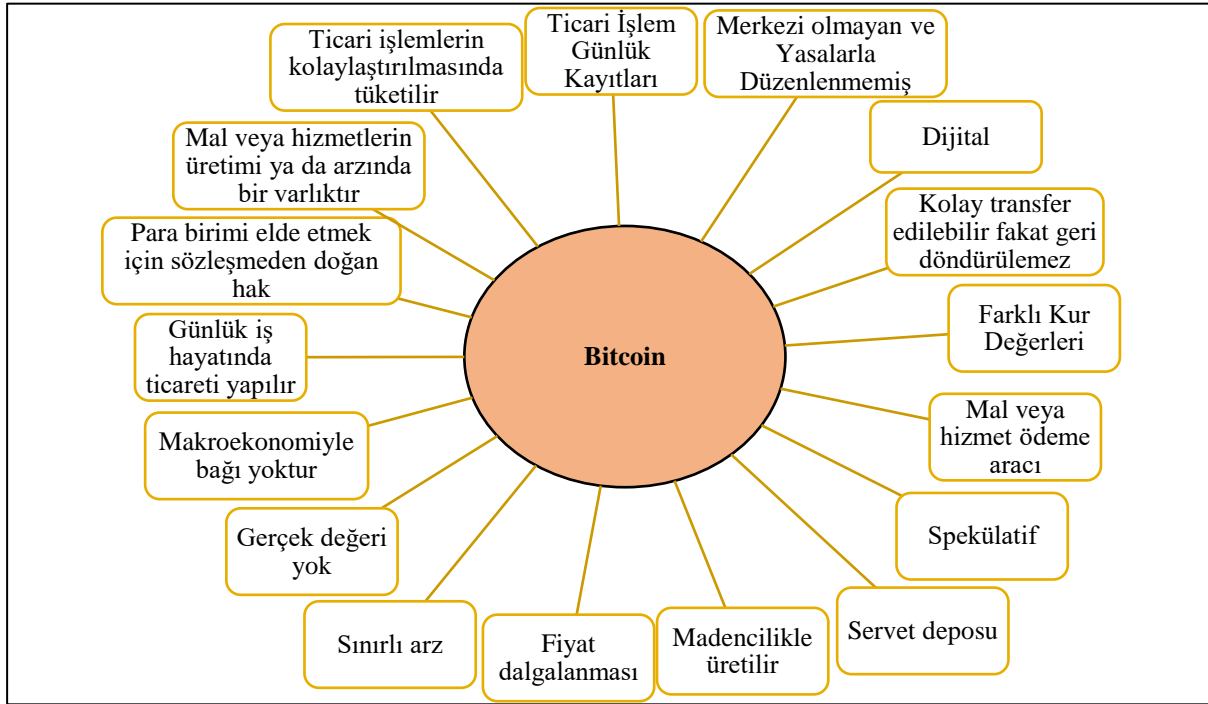 Ticari işlemlerin
kolaylaştırılmasında
tüketilir
Ticari İşlem
Günlük
Kayıtları
Merkezi olmayan ve
Yasalarla
Düzenlenmemiş
Dijital
Kolay transfer
edilebilir fakat geri
döndürülemez
Farklı Kur
Değerleri
Mal veya
hizmet ödeme
aracı
Spekülatif
Servet deposu
Madencilikle
üretilir
Fiyat
dalgalanması
Sınırlı arz
Gerçek değeri
yok
Makroekonomiyle
bağı yoktur
Günlük iş
hayatında
ticareti yapılır
Para birimi elde etmek
için sözleşmeden doğan
hak
Mal veya hizmetlerin
üretimi ya da arzında
bir varlıktır
Bitcoin